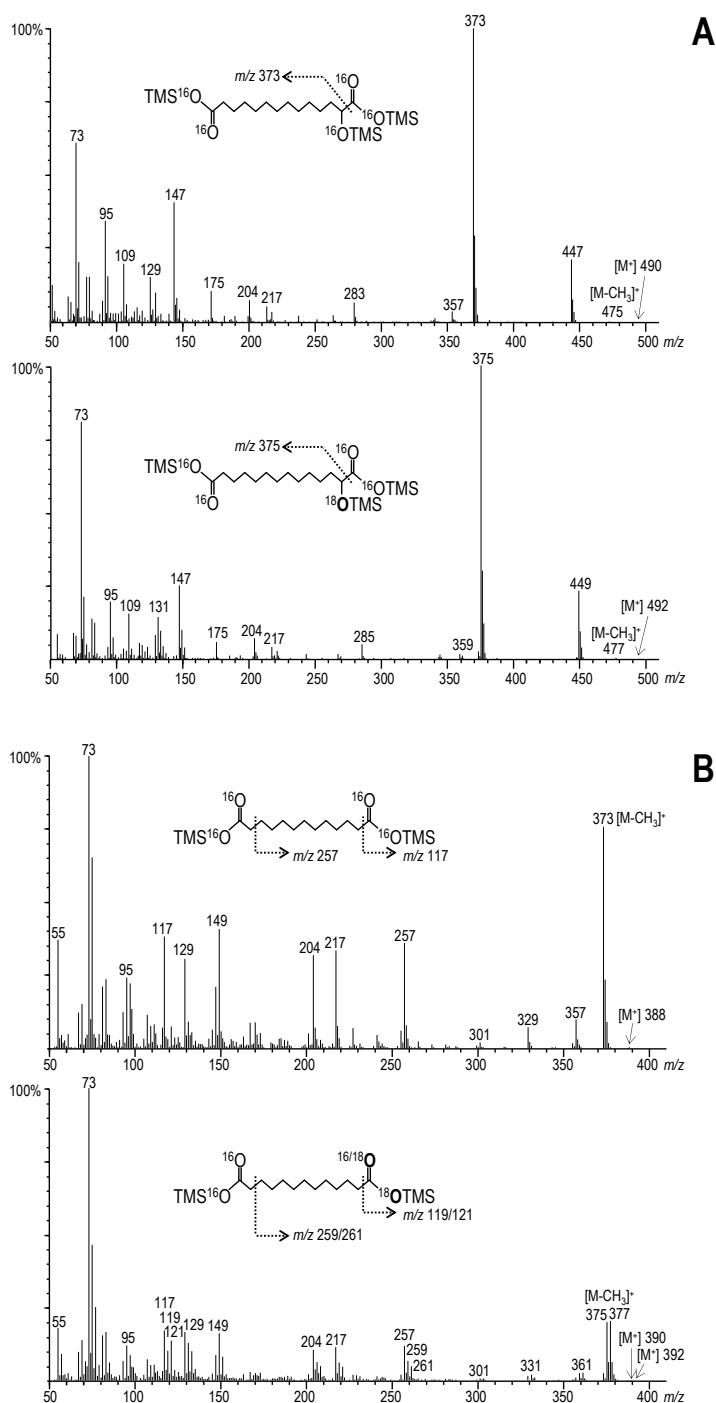 A
100%
373
m/z 373
¹⁶O
TMS¹⁶O
¹⁶OTMS
¹⁶O
¹⁶OTMS
73
147
95
447
[M⁺] 490
109
129
[M-CH₃]⁺
175
204
217
283
357
475
50 100 150 200 250 300 350 400 450 500 m/z
375
100%
m/z 375
¹⁶O
TMS¹⁶O
¹⁶OTMS
¹⁶O
¹⁸OTMS
73
147
449
95
109
131
[M⁺] 492
[M-CH₃]⁺
175
204
217
285
359
477
50 100 150 200 250 300 350 400 450 500 m/z
B
73
100%
¹⁶O
¹⁶O
TMS¹⁶O
¹⁶OTMS
m/z 257
m/z 117
373 [M-CH₃]⁺
55
117
149
129
95
204
217
257
[M⁺] 388
301
329
357
50 100 150 200 250 300 350 400 m/z
73
100%
¹⁶O
¹⁶/¹⁸O
TMS¹⁶O
¹⁸OTMS
m/z 119/121
m/z 259/261
[M-CH₃]⁺
117
375 377
55
119
129
149
121
[M⁺] 390
95
204
217
257
259
[M⁺] 392
261
301
331
361
50 100 150 200 250 300 350 400 m/z